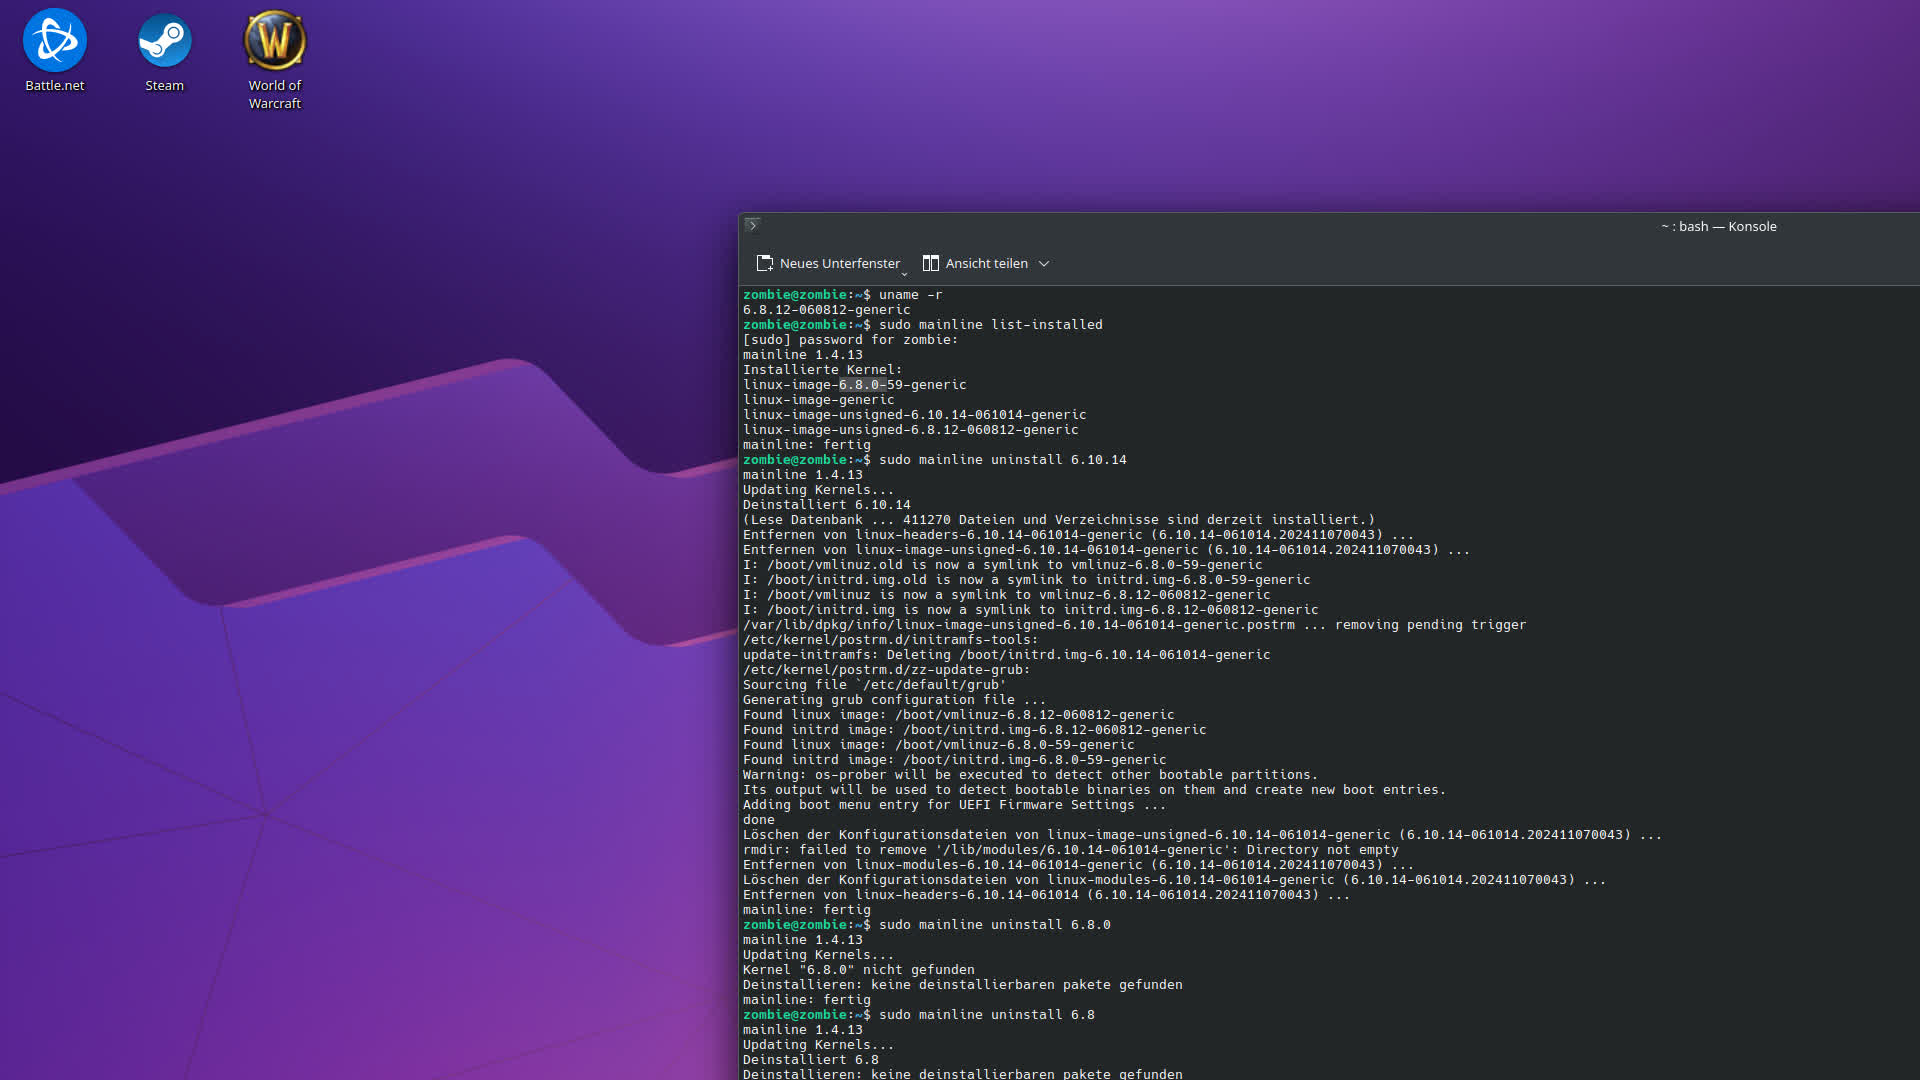 Battle.net
Steam
World of
Warcraft
~ : bash — Konsole
Neues Unterfenster
Ansicht teilen
zombie@zombie:~$ uname -r
6.8.12-060812-generic
zombie@zombie:~$ sudo mainline list-installed
[sudo] password for zombie:
mainline 1.4.13
Installierte Kernel:
linux-image-6.8.0-59-generic
linux-image-generic
linux-image-unsigned-6.10.14-061014-generic
linux-image-unsigned-6.8.12-060812-generic
mainline: fertig
zombie@zombie:~$ sudo mainline uninstall 6.10.14
mainline 1.4.13
Updating Kernels...
Deinstalliert 6.10.14
(Lese Datenbank ... 411270 Dateien und Verzeichnisse sind derzeit installiert.)
Entfernen von linux-headers-6.10.14-061014-generic (6.10.14-061014.202411070043) ...
Entfernen von linux-image-unsigned-6.10.14-061014-generic (6.10.14-061014.202411070043) ...
I: /boot/vmlinuz.old is now a symlink to vmlinuz-6.8.0-59-generic
I: /boot/initrd.img.old is now a symlink to initrd.img-6.8.0-59-generic
I: /boot/vmlinuz is now a symlink to vmlinuz-6.8.12-060812-generic
I: /boot/initrd.img is now a symlink to initrd.img-6.8.12-060812-generic
/var/lib/dpkg/info/linux-image-unsigned-6.10.14-061014-generic.postrm ... removing pending trigger
/etc/kernel/postrm.d/initramfs-tools:
update-initramfs: Deleting /boot/initrd.img-6.10.14-061014-generic
/etc/kernel/postrm.d/zz-update-grub:
Sourcing file `/etc/default/grub'
Generating grub configuration file ...
Found linux image: /boot/vmlinuz-6.8.12-060812-generic
Found initrd image: /boot/initrd.img-6.8.12-060812-generic
Found linux image: /boot/vmlinuz-6.8.0-59-generic
Found initrd image: /boot/initrd.img-6.8.0-59-generic
Warning: os-prober will be executed to detect other bootable partitions.
Its output will be used to detect bootable binaries on them and create new boot entries.
Adding boot menu entry for UEFI Firmware Settings ...
done
Löschen der Konfigurationsdateien von linux-image-unsigned-6.10.14-061014-generic (6.10.14-061014.202411070043) ...
rmdir: failed to remove '/lib/modules/6.10.14-061014-generic': Directory not empty
Entfernen von linux-modules-6.10.14-061014-generic (6.10.14-061014.202411070043) ...
Löschen der Konfigurationsdateien von linux-modules-6.10.14-061014-generic (6.10.14-061014.202411070043) ...
Entfernen von linux-headers-6.10.14-061014 (6.10.14-061014.202411070043) ...
mainline: fertig
zombie@zombie:~$ sudo mainline uninstall 6.8.0
mainline 1.4.13
Updating Kernels...
Kernel "6.8.0" nicht gefunden
Deinstallieren: keine deinstallierbaren pakete gefunden
mainline: fertig
zombie@zombie:~$ sudo mainline uninstall 6.8
mainline 1.4.13
Updating Kernels...
Deinstalliert 6.8
Deinstallieren: keine deinstallierbaren pakete gefunden